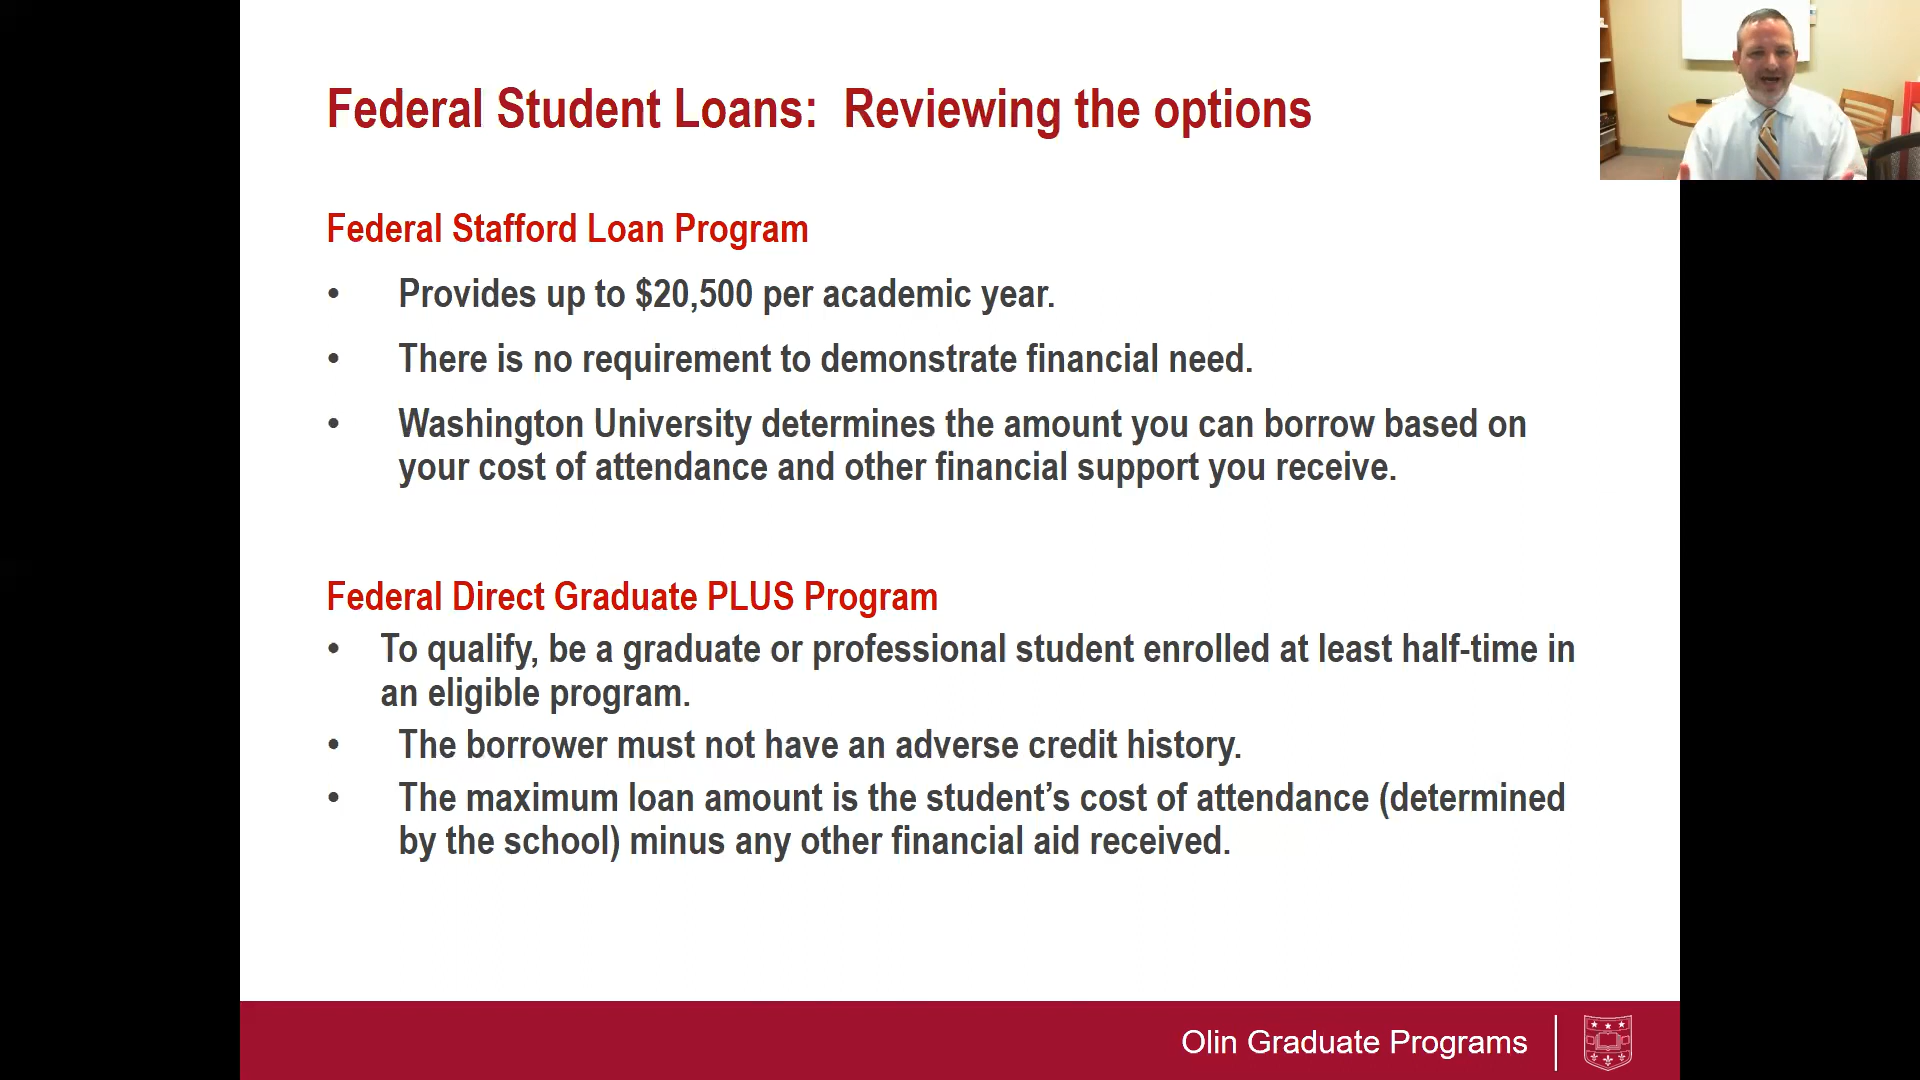 Federal Student Loans:  Reviewing the options
Federal Stafford Loan Program
• Provides up to $20,500 per academic year.
• There is no requirement to demonstrate financial need.
• Washington University determines the amount you can borrow based on
your cost of attendance and other financial support you receive.
Federal Direct Graduate PLUS Program
• To qualify, be a graduate or professional student enrolled at least half-time in
an eligible program.
• The borrower must not have an adverse credit history.
• The maximum loan amount is the student’s cost of attendance (determined
by the school) minus any other financial aid received.
Olin Graduate Programs